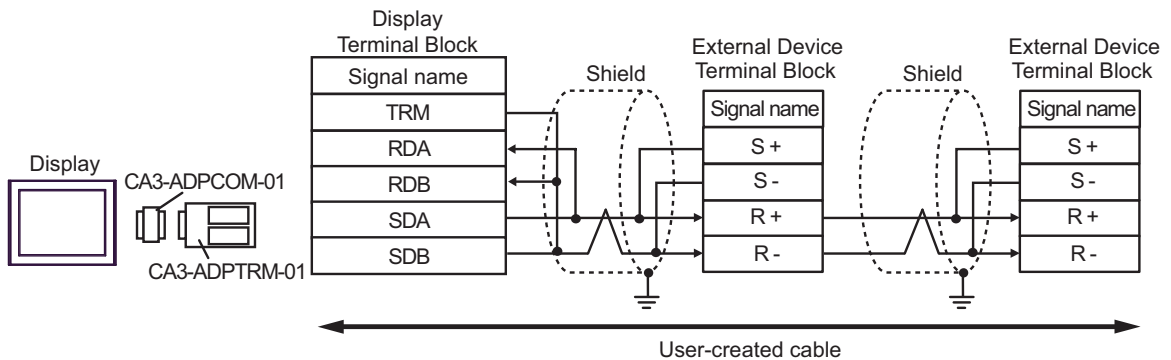 Display
CA3-ADPCOM-01
CA3-ADPTRM-01
Display
Terminal Block
Signal name
TRM
RDA
RDB
SDA
SDB
Shield
External Device
Terminal Block
Signal name
S +
S -
R +
R -
Shield
External Device
Terminal Block
Signal name
S +
S -
R +
R -
User-created cable